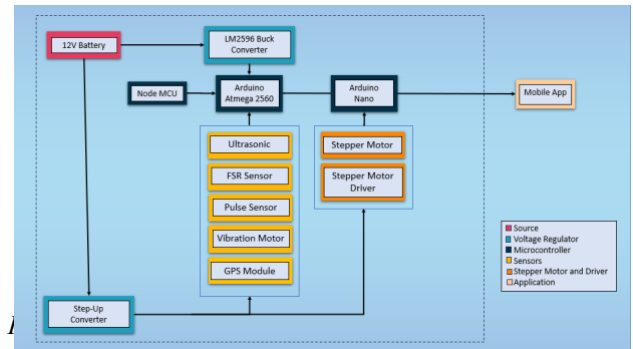 12V Battery
LM2596 Buck
Converter
Node MCU
Arduino
Atmega 2560
Arduino
Nano
Mobile App
Ultrasonic
FSR Sensor
Pulse Sensor
Vibration Motor
GPS Module
Stepper Motor
Stepper Motor
Driver
Step-Up
Converter
Source
Voltage Regulator
Microcontroller
Sensors
Stepper Motor and Driver
Application